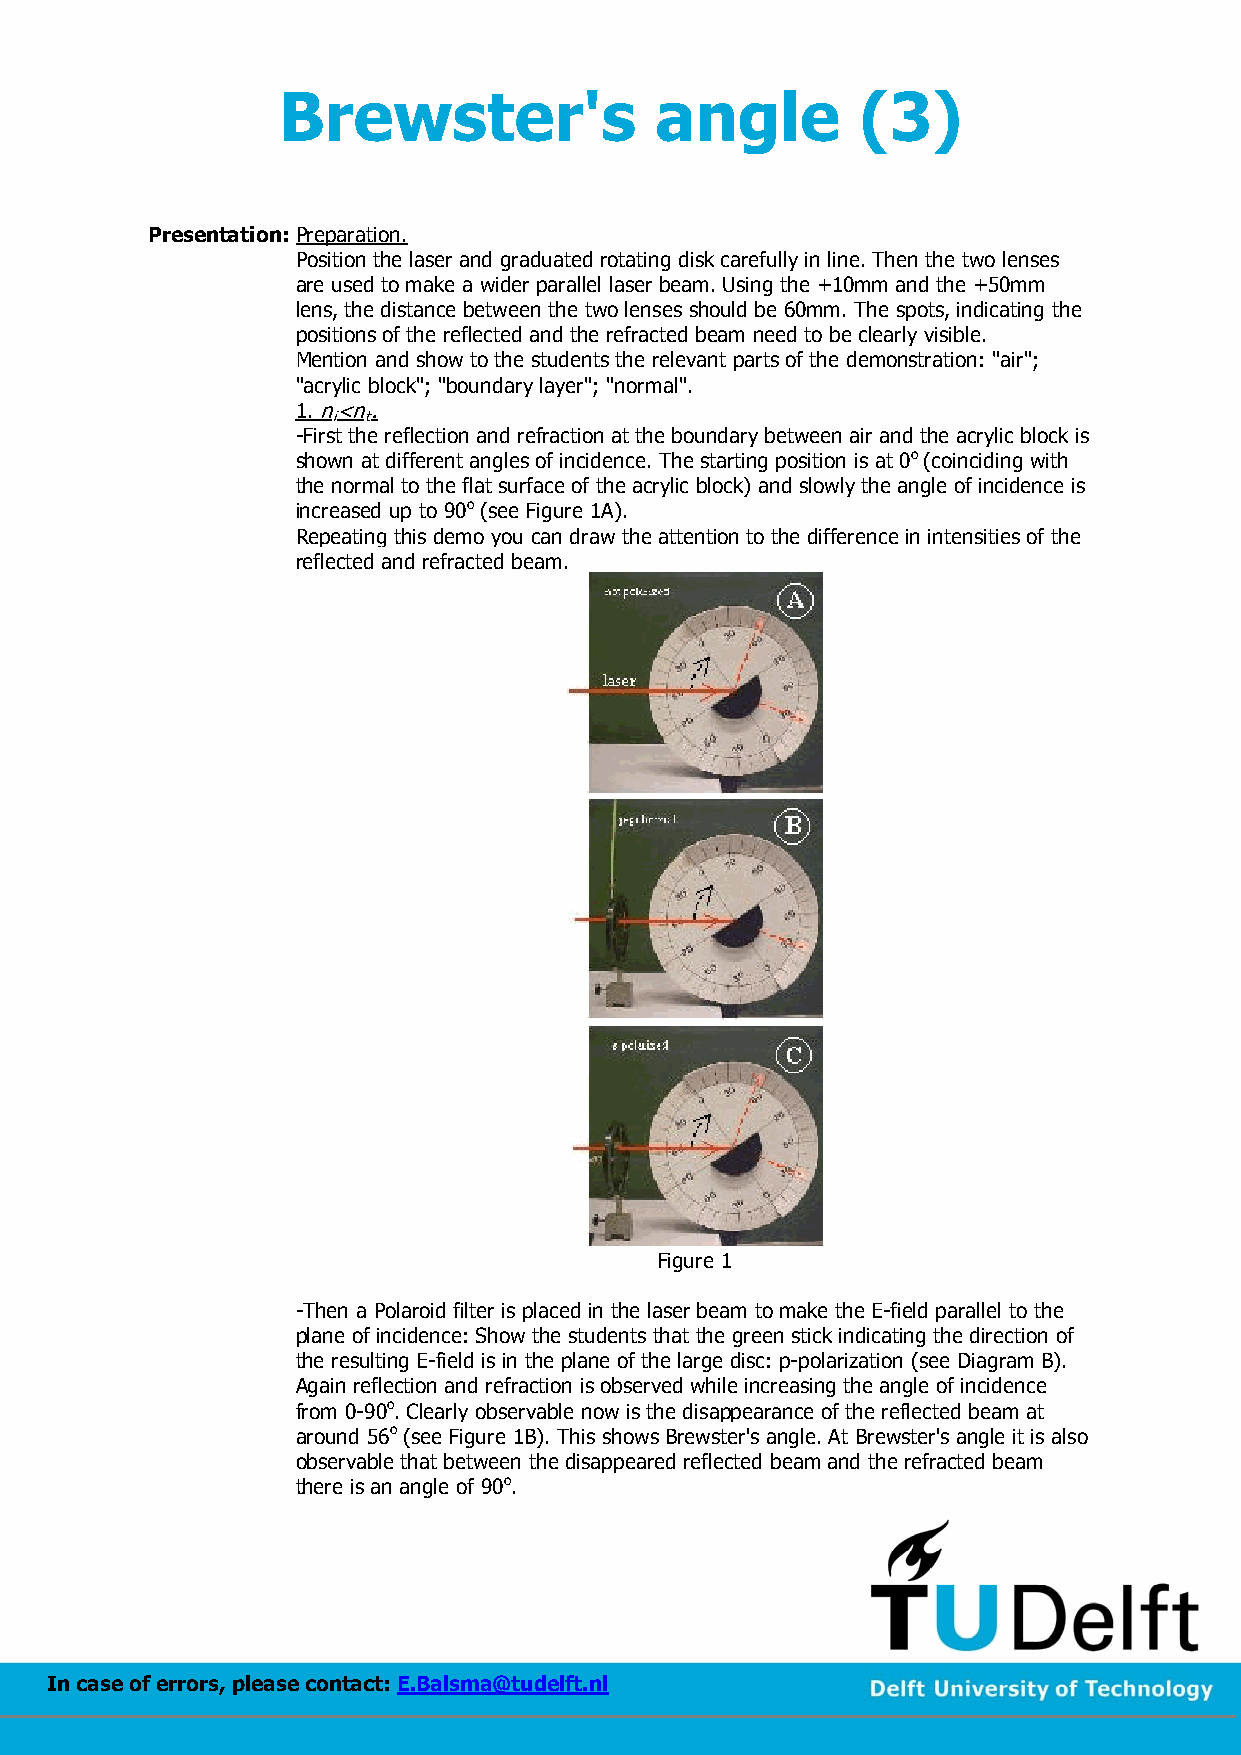 Brewster's angle (3)
Presentation: Preparation.
Position the laser and graduated rotating disk carefully in line. Then the two lenses
are used to make a wider parallel laser beam. Using the +10mm and the +50mm
lens, the distance between the two lenses should be 60mm. The spots, indicating the
positions of the reflected and the refracted beam need to be clearly visible.
Mention and show to the students the relevant parts of the demonstration: "air";
"acrylic block"; "boundary layer"; "normal".
1. nᵢ<nₜ.
-First the reflection and refraction at the boundary between air and the acrylic block is
shown at different angles of incidence. The starting position is at 0º (coinciding with
the normal to the flat surface of the acrylic block) and slowly the angle of incidence is
increased up to 90º (see Figure 1A).
Repeating this demo you can draw the attention to the difference in intensities of the
reflected and refracted beam.
not polarized
A
laser
B
s polarized
C
Figure 1
-Then a Polaroid filter is placed in the laser beam to make the E-field parallel to the
plane of incidence: Show the students that the green stick indicating the direction of
the resulting E-field is in the plane of the large disc: p-polarization (see Diagram B).
Again reflection and refraction is observed while increasing the angle of incidence
from 0-90º. Clearly observable now is the disappearance of the reflected beam at
around 56º (see Figure 1B). This shows Brewster's angle. At Brewster's angle it is also
observable that between the disappeared reflected beam and the refracted beam
there is an angle of 90º.
TUDelft
In case of errors, please contact: E.Balsma@tudelft.nl
Delft University of Technology